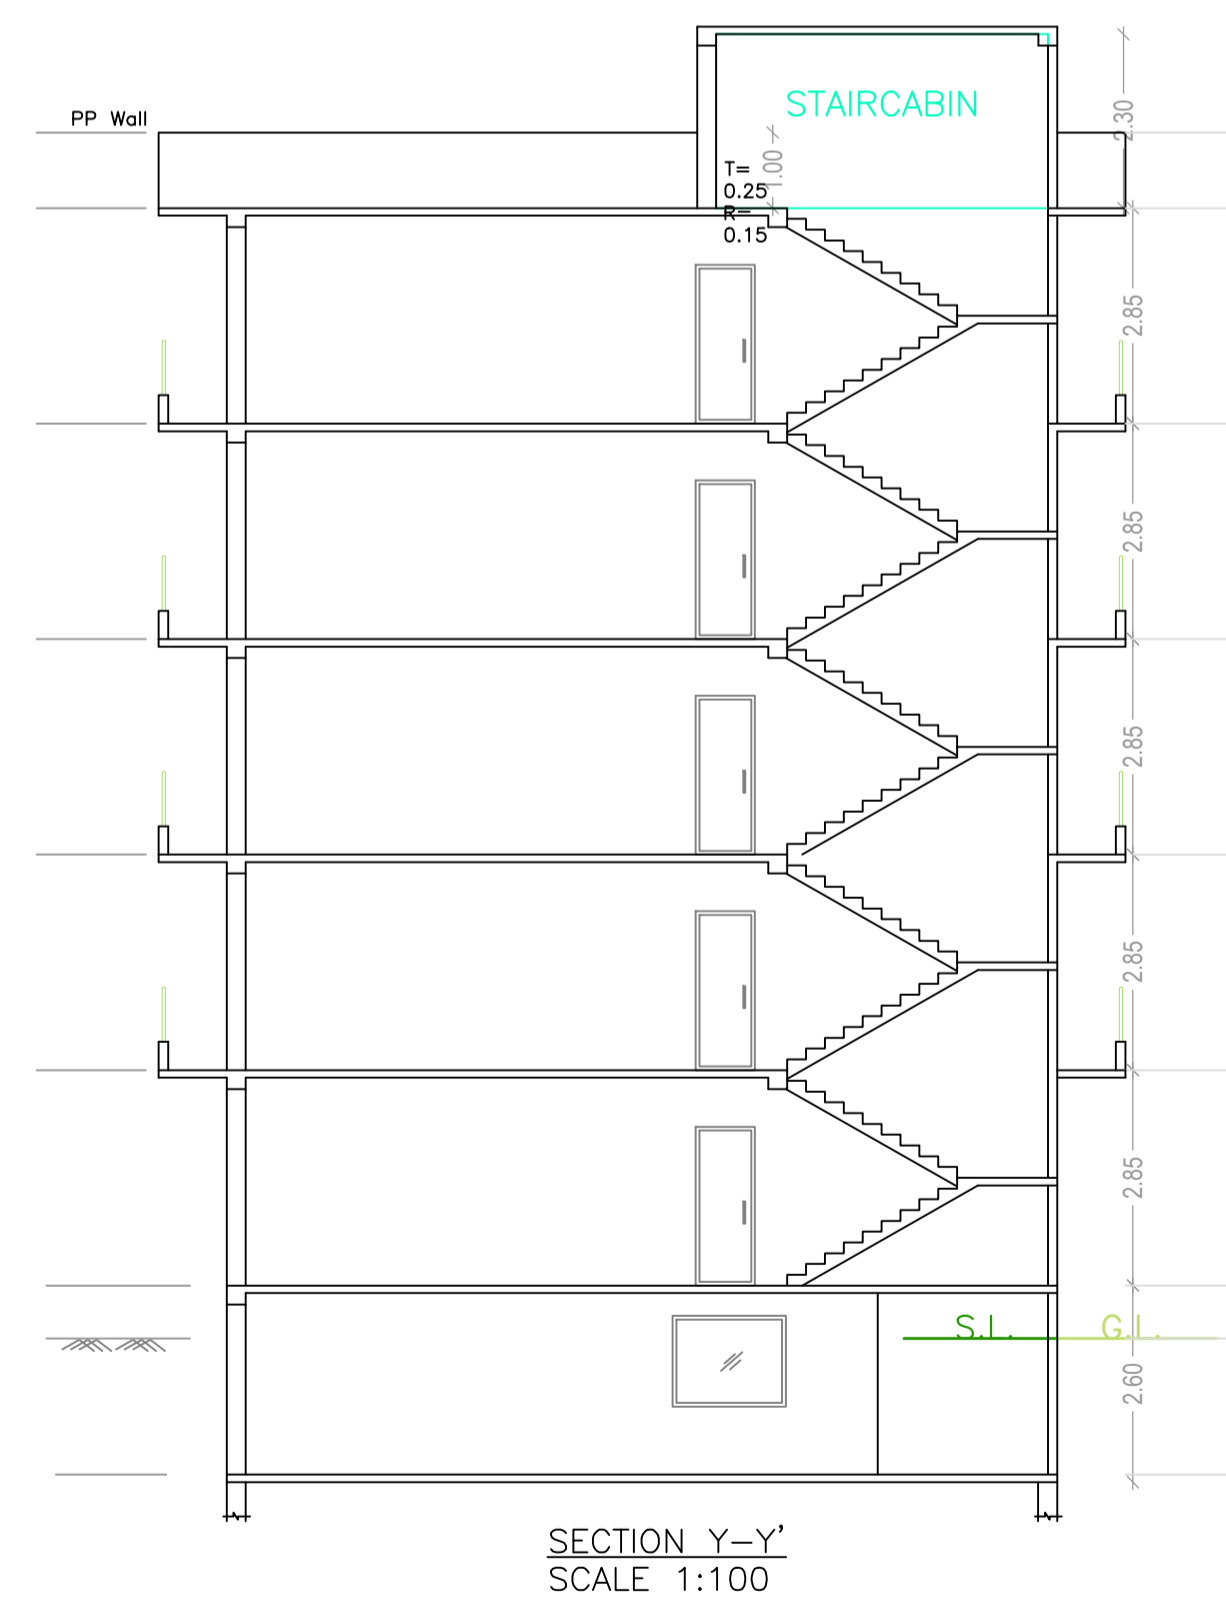 STAIRCABIN
PP Wall
2.30
1.00
T=
0.25
R=
0.15
2.85
2.85
2.85
2.85
2.85
S.L.
G.L.
2.60
SECTION Y-Y'
SCALE 1:100